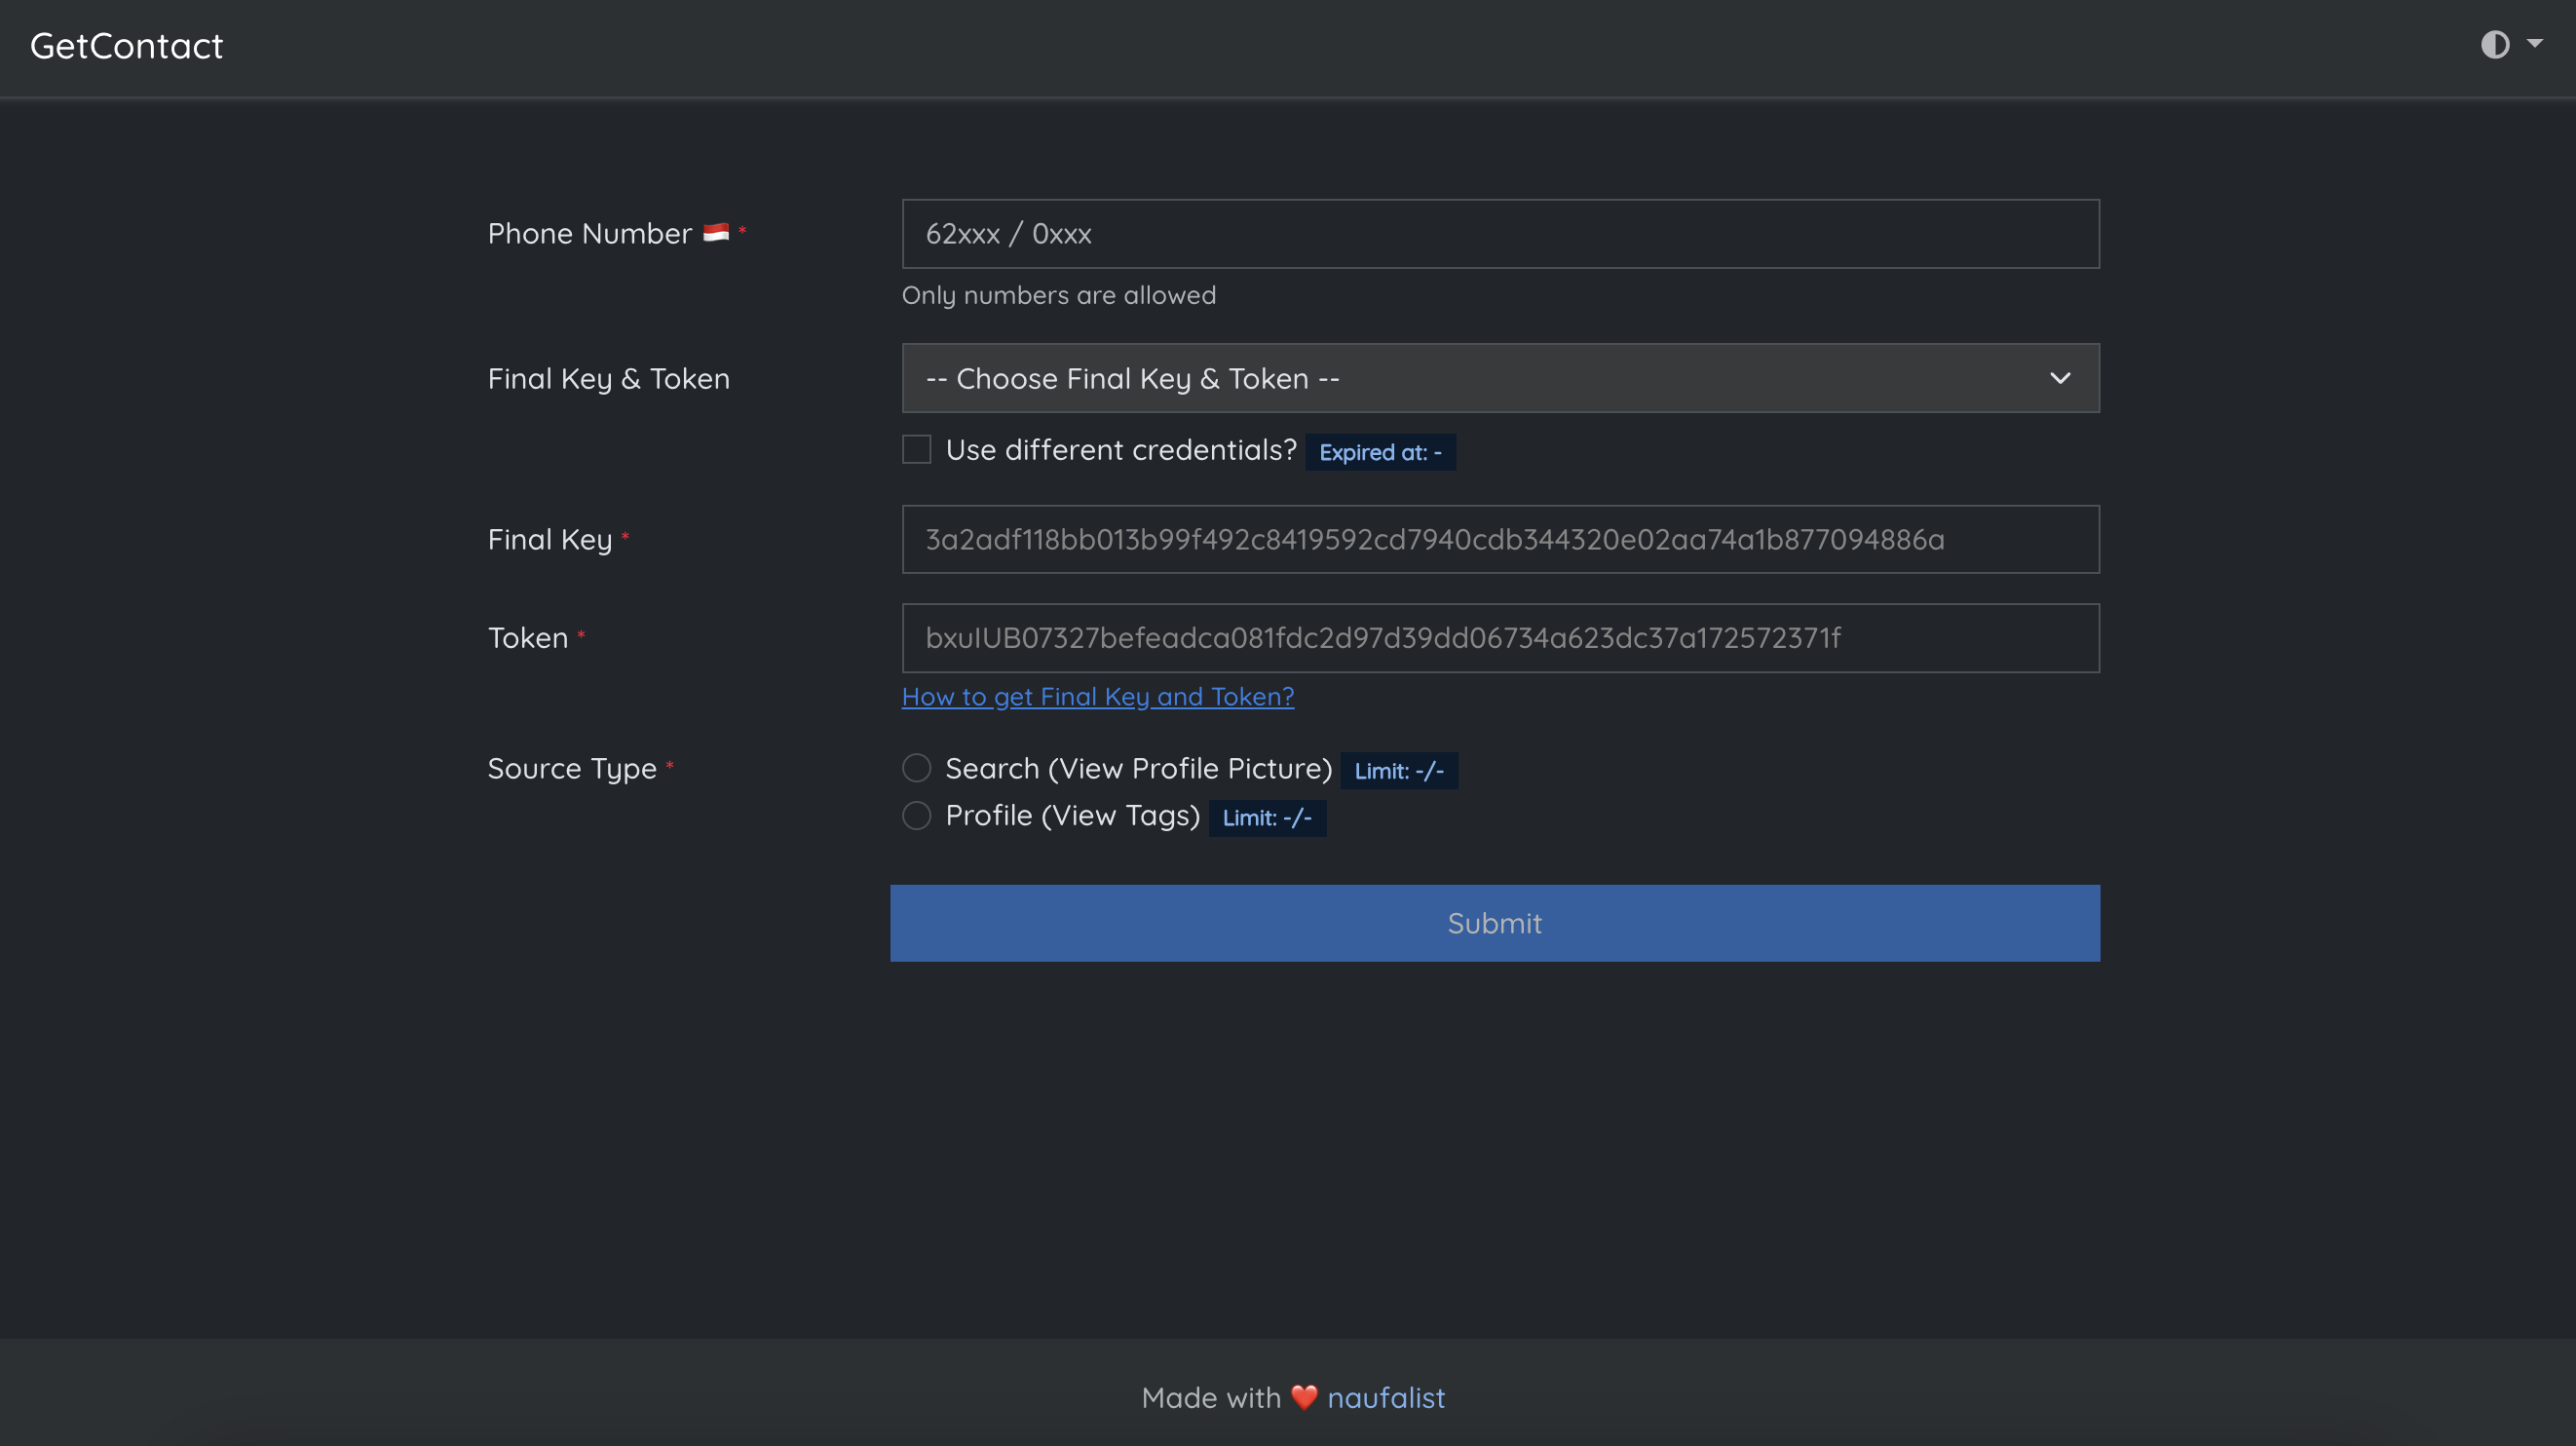 GetContact
Phone Number 🇮🇩 *
62xxx / 0xxx
Only numbers are allowed
Final Key & Token
-- Choose Final Key & Token --
Use different credentials? Expired at: -
Final Key *
3a2adf118bb013b99f492c8419592cd7940cdb344320e02aa74a1b877094886a
Token *
bxuIUB07327befeadca081fdc2d97d39dd06734a623dc37a172572371f
How to get Final Key and Token?
Source Type *
Search (View Profile Picture) Limit: -/-
Profile (View Tags) Limit: -/-
Submit
Made with ❤️ naufalist